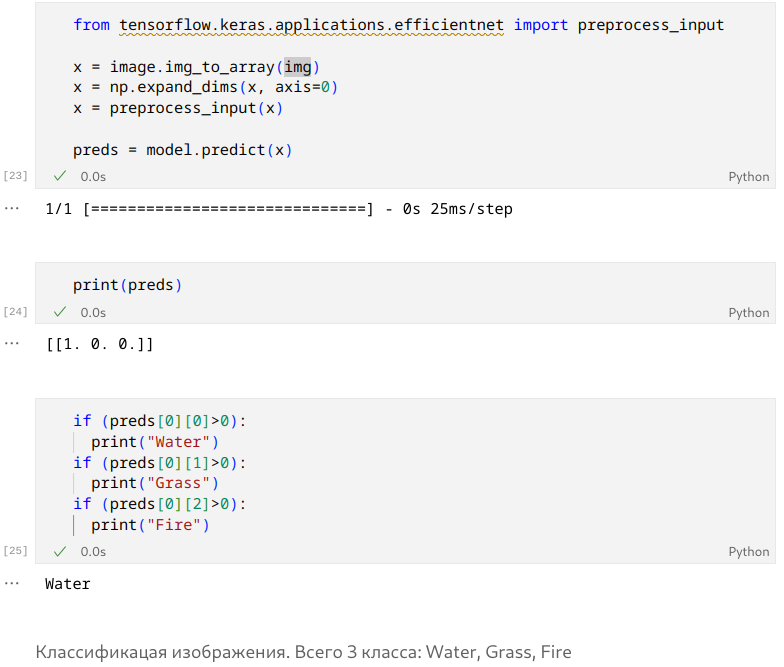 from tensorflow.keras.applications.efficientnet import preprocess_input
x = image.img_to_array(img)
x = np.expand_dims(x, axis=0)
x = preprocess_input(x)
preds = model.predict(x)
[23] ✓ 0.0s Python
... 1/1 [==============================] - 0s 25ms/step
print(preds)
[24] ✓ 0.0s Python
... [[1. 0. 0.]]
if (preds[0][0]>0):
print("Water")
if (preds[0][1]>0):
print("Grass")
if (preds[0][2]>0):
print("Fire")
[25] ✓ 0.0s Python
... Water
Классификацая изображения. Всего 3 класса: Water, Grass, Fire